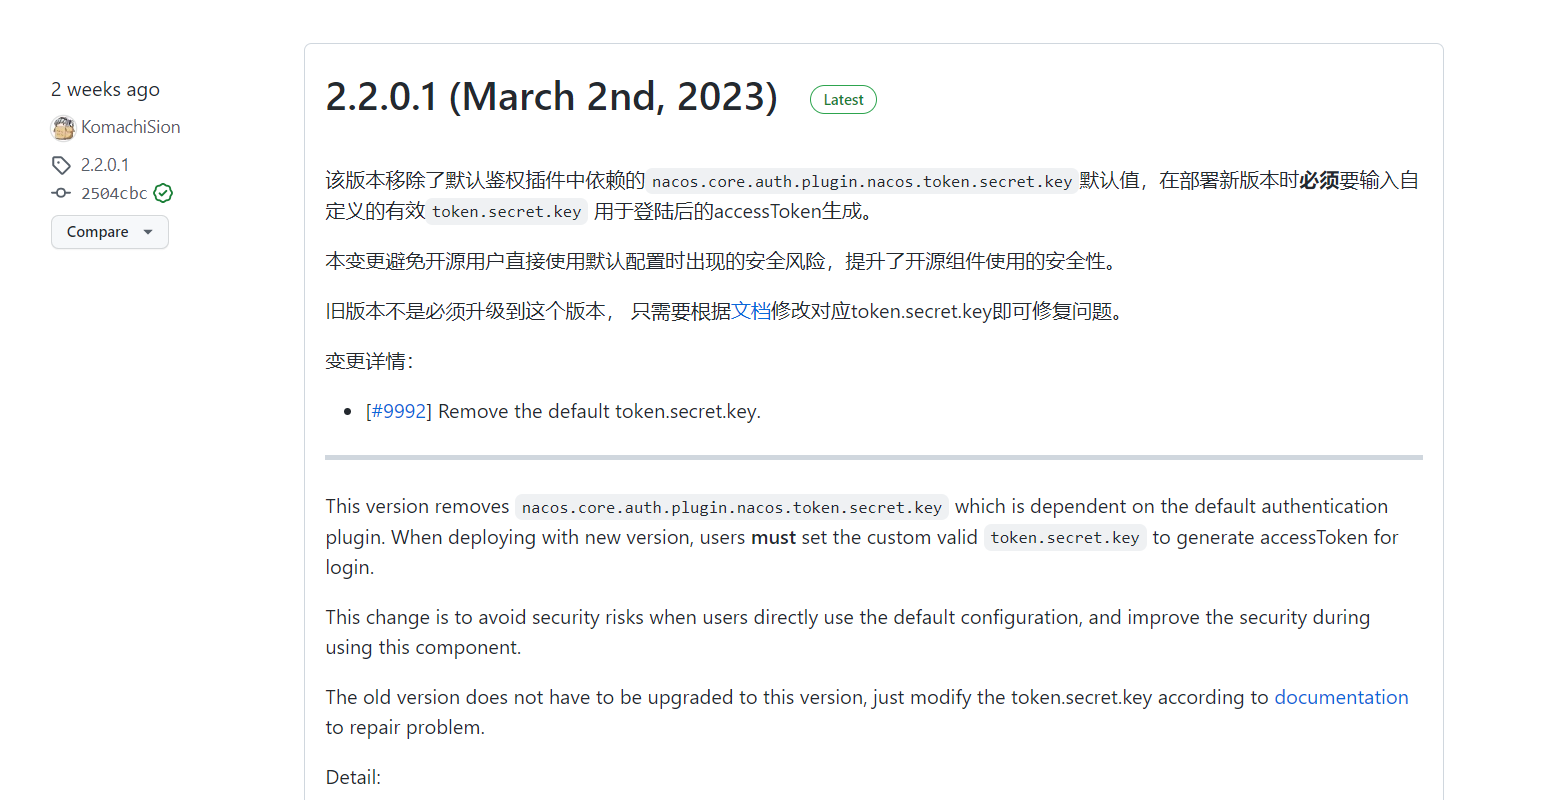 2 weeks ago
KomachiSion
2.2.0.1
2504cbc
Compare
2.2.0.1 (March 2nd, 2023) Latest
该版本移除了默认鉴权插件中依赖的nacos.core.auth.plugin.nacos.token.secret.key默认值，在部署新版本时必须要输入自
定义的有效token.secret.key 用于登陆后的accessToken生成。
本变更避免开源用户直接使用默认配置时出现的安全风险，提升了开源组件使用的安全性。
旧版本不是必须升级到这个版本， 只需要根据文档修改对应token.secret.key即可修复问题。
变更详情：
[#9992] Remove the default token.secret.key.
This version removes nacos.core.auth.plugin.nacos.token.secret.key which is dependent on the default authentication
plugin. When deploying with new version, users must set the custom valid token.secret.key to generate accessToken for
login.
This change is to avoid security risks when users directly use the default configuration, and improve the security during
using this component.
The old version does not have to be upgraded to this version, just modify the token.secret.key according to documentation
to repair problem.
Detail: